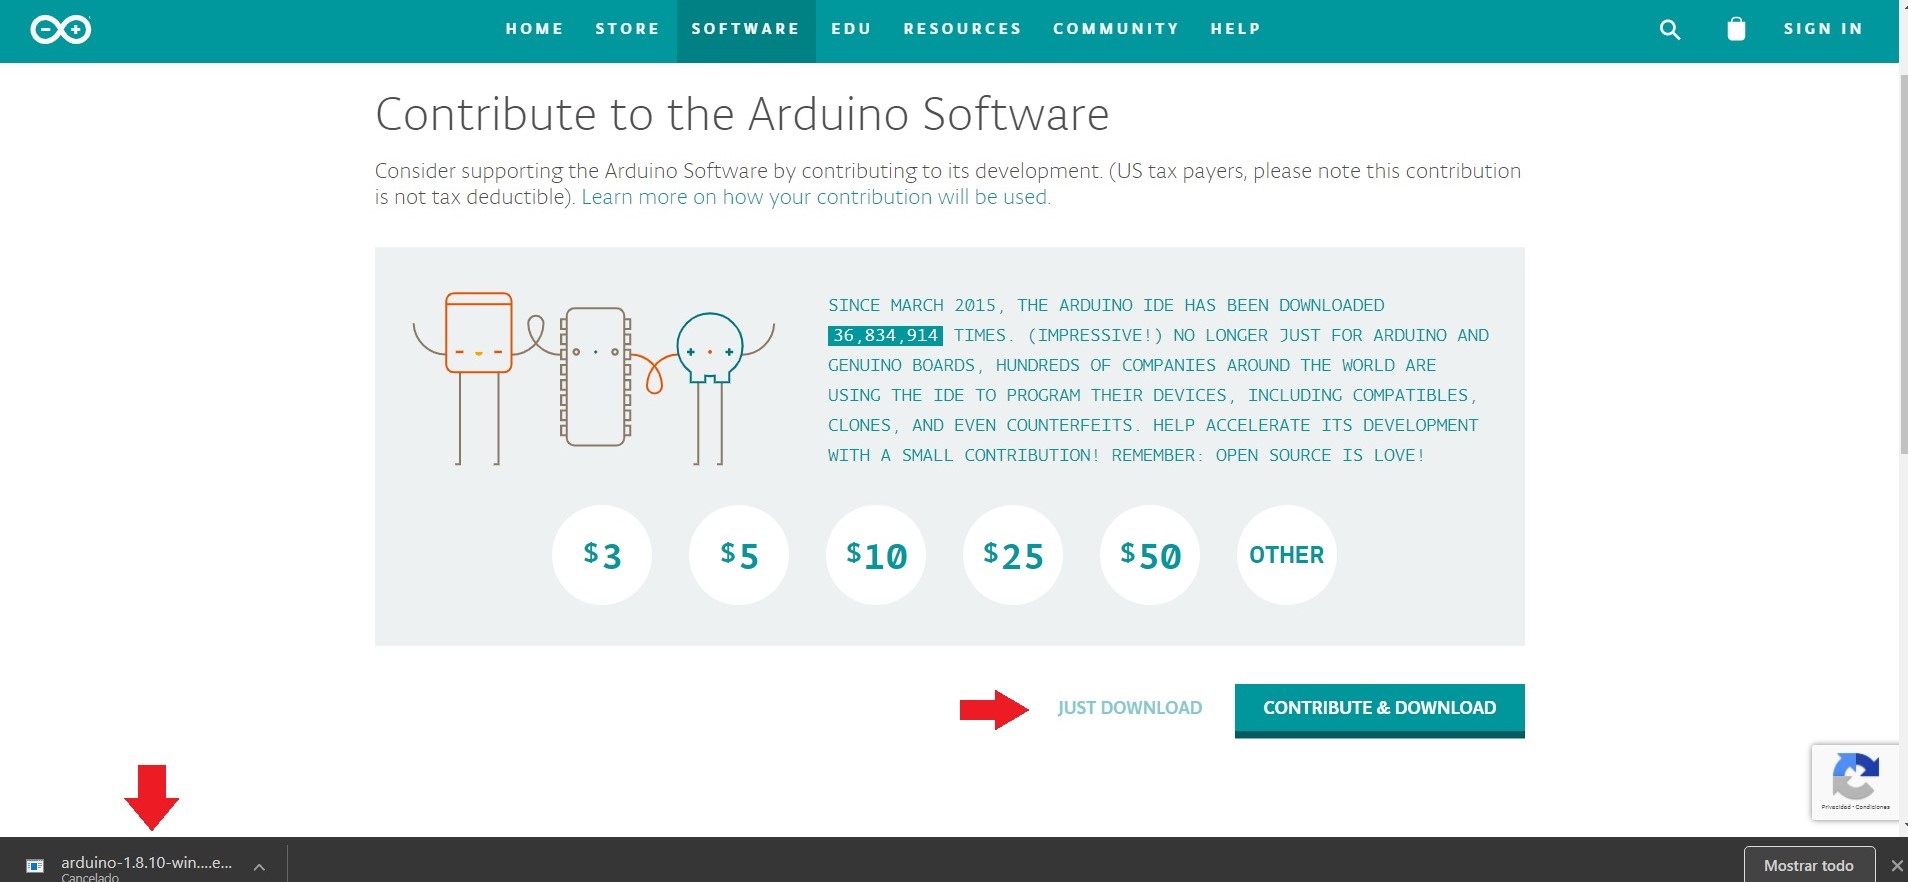 HOME STORE SOFTWARE EDU RESOURCES COMMUNITY HELP SIGN IN
Contribute to the Arduino Software
Consider supporting the Arduino Software by contributing to its development. (US tax payers, please note this contribution
is not tax deductible). Learn more on how your contribution will be used.
SINCE MARCH 2015, THE ARDUINO IDE HAS BEEN DOWNLOADED
36,834,914 TIMES. (IMPRESSIVE!) NO LONGER JUST FOR ARDUINO AND
GENUINO BOARDS, HUNDREDS OF COMPANIES AROUND THE WORLD ARE
USING THE IDE TO PROGRAM THEIR DEVICES, INCLUDING COMPATIBLES,
CLONES, AND EVEN COUNTERFEITS. HELP ACCELERATE ITS DEVELOPMENT
WITH A SMALL CONTRIBUTION! REMEMBER: OPEN SOURCE IS LOVE!
$3 $5 $10 $25 $50 OTHER
JUST DOWNLOAD CONTRIBUTE & DOWNLOAD
Privacidad - Condiciones
arduino-1.8.10-win....e...
Cancelado
Mostrar todo